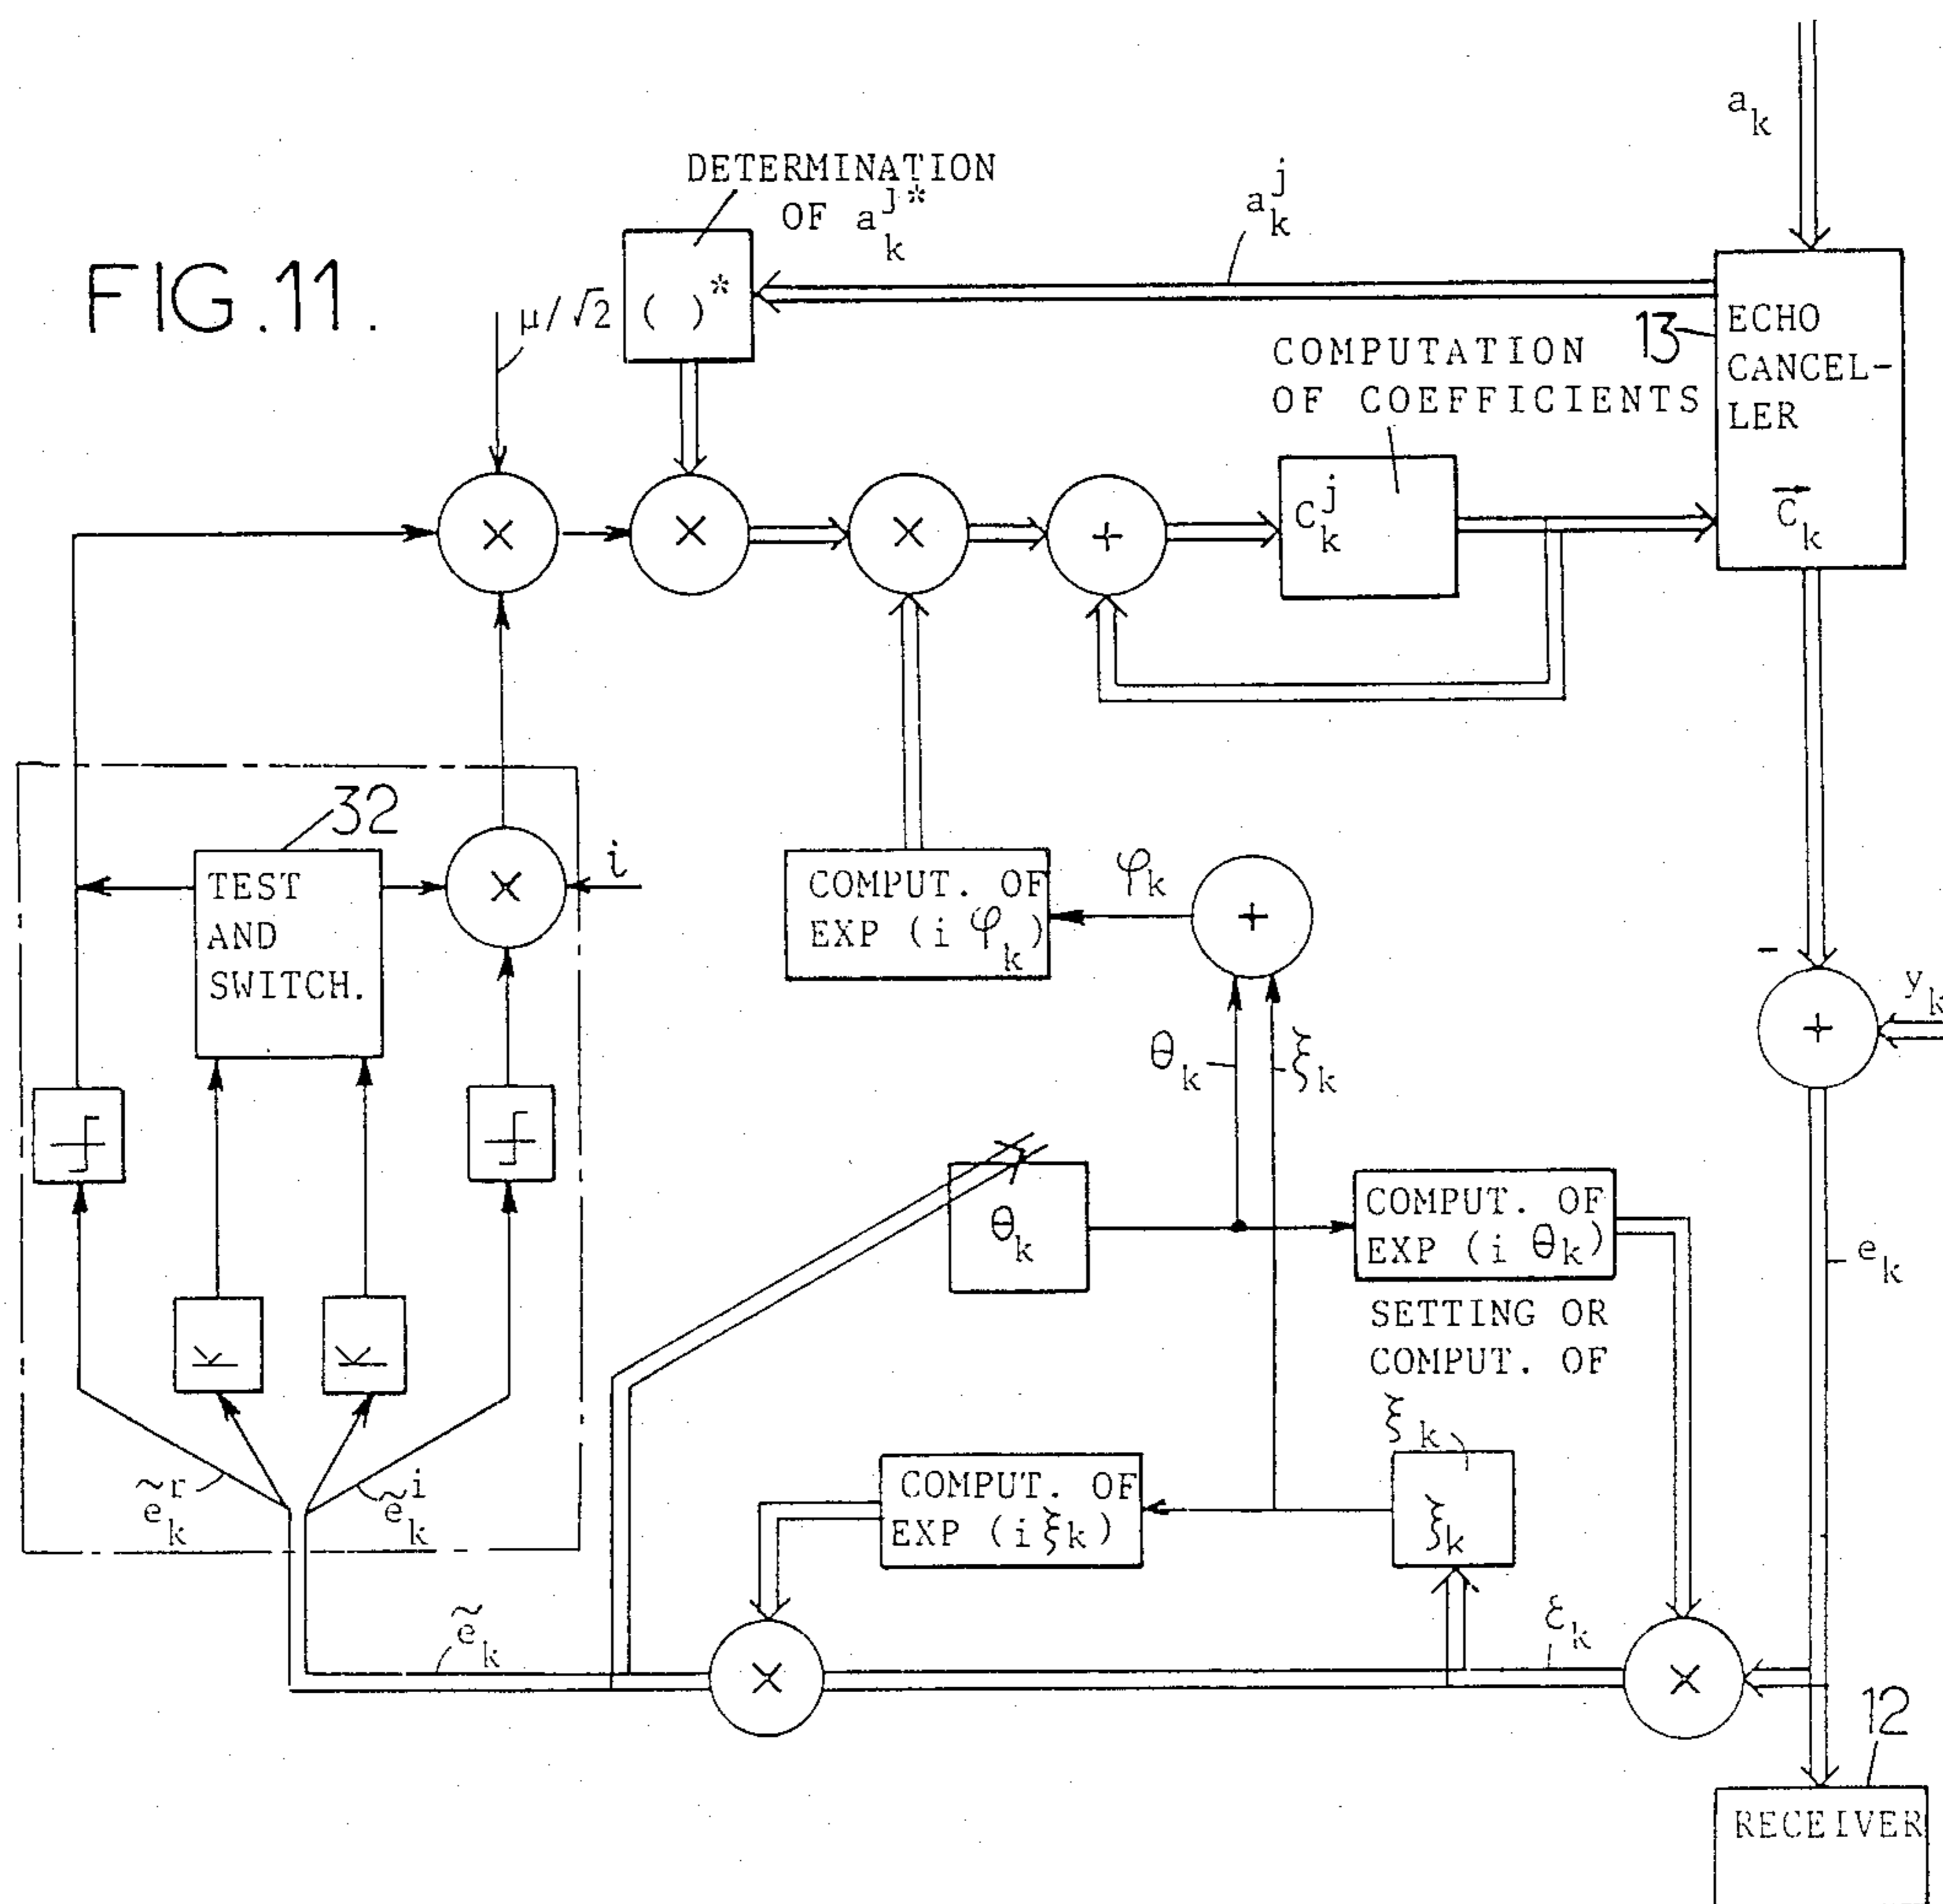 a_k
DETERMINATION
OF a_k^j*
a_k^j
FIG.11.
μ/√2
( )*
13
ECHO
CANCEL-
LER
C_k
COMPUTATION
OF COEFFICIENTS
C_k^j
×
×
×
+
32
TEST
AND
SWITCH.
×
i
COMPUT. OF
EXP (i φ_k)
φ_k
+
-
+
y_k
θ_k
ξ_k
θ_k
COMPUT. OF
EXP (i θ_k)
e_k
SETTING OR
COMPUT. OF
ξ_k
ẽ_k^r
ẽ_k^i
COMPUT. OF
EXP (i ξ_k)
ξ_k
ẽ_k
×
ε_k
×
12
RECEIVER